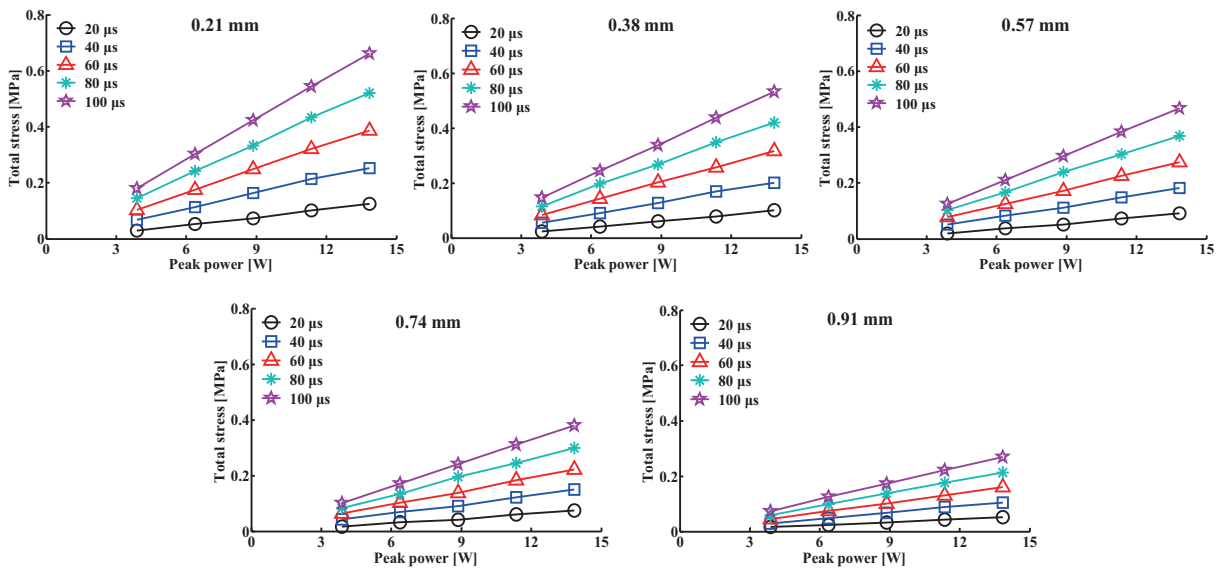 0.21 mm
20 µs
40 µs
60 µs
80 µs
100 µs
Total stress [MPa]
0.8
0.6
0.4
0.2
0
0 3 6 9 12 15
Peak power [W]
0.38 mm
20 µs
40 µs
60 µs
80 µs
100 µs
Total stress [MPa]
0.8
0.6
0.4
0.2
0
0 3 6 9 12 15
Peak power [W]
0.57 mm
20 µs
40 µs
60 µs
80 µs
100 µs
Total stress [MPa]
0.8
0.6
0.4
0.2
0
0 3 6 9 12 15
Peak power [W]
0.74 mm
20 µs
40 µs
60 µs
80 µs
100 µs
Total stress [MPa]
0.8
0.6
0.4
0.2
0
0 3 6 9 12 15
Peak power [W]
0.91 mm
20 µs
40 µs
60 µs
80 µs
100 µs
Total stress [MPa]
0.8
0.6
0.4
0.2
0
0 3 6 9 12 15
Peak power [W]